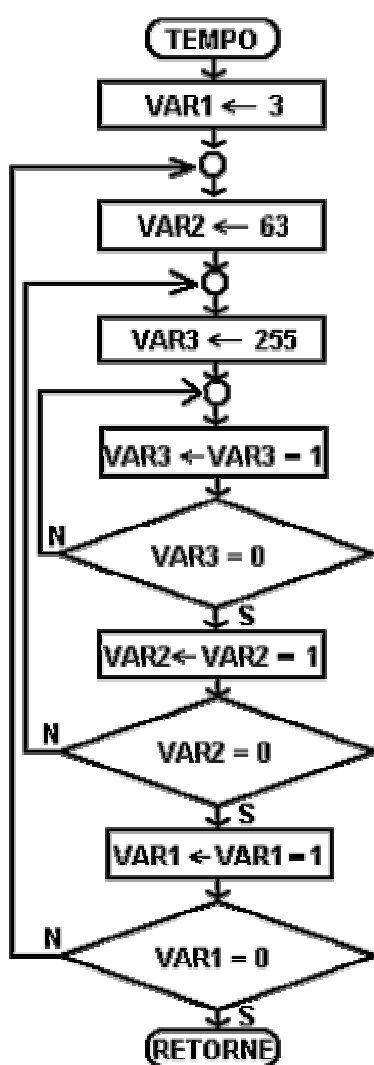 TEMPO
VAR1 ← 3
VAR2 ← 63
VAR3 ← 255
VAR3 ← VAR3 – 1
N
VAR3 = 0
S
VAR2 ← VAR2 – 1
N
VAR2 = 0
S
VAR1 ← VAR1 – 1
N
VAR1 = 0
S
RETORNE